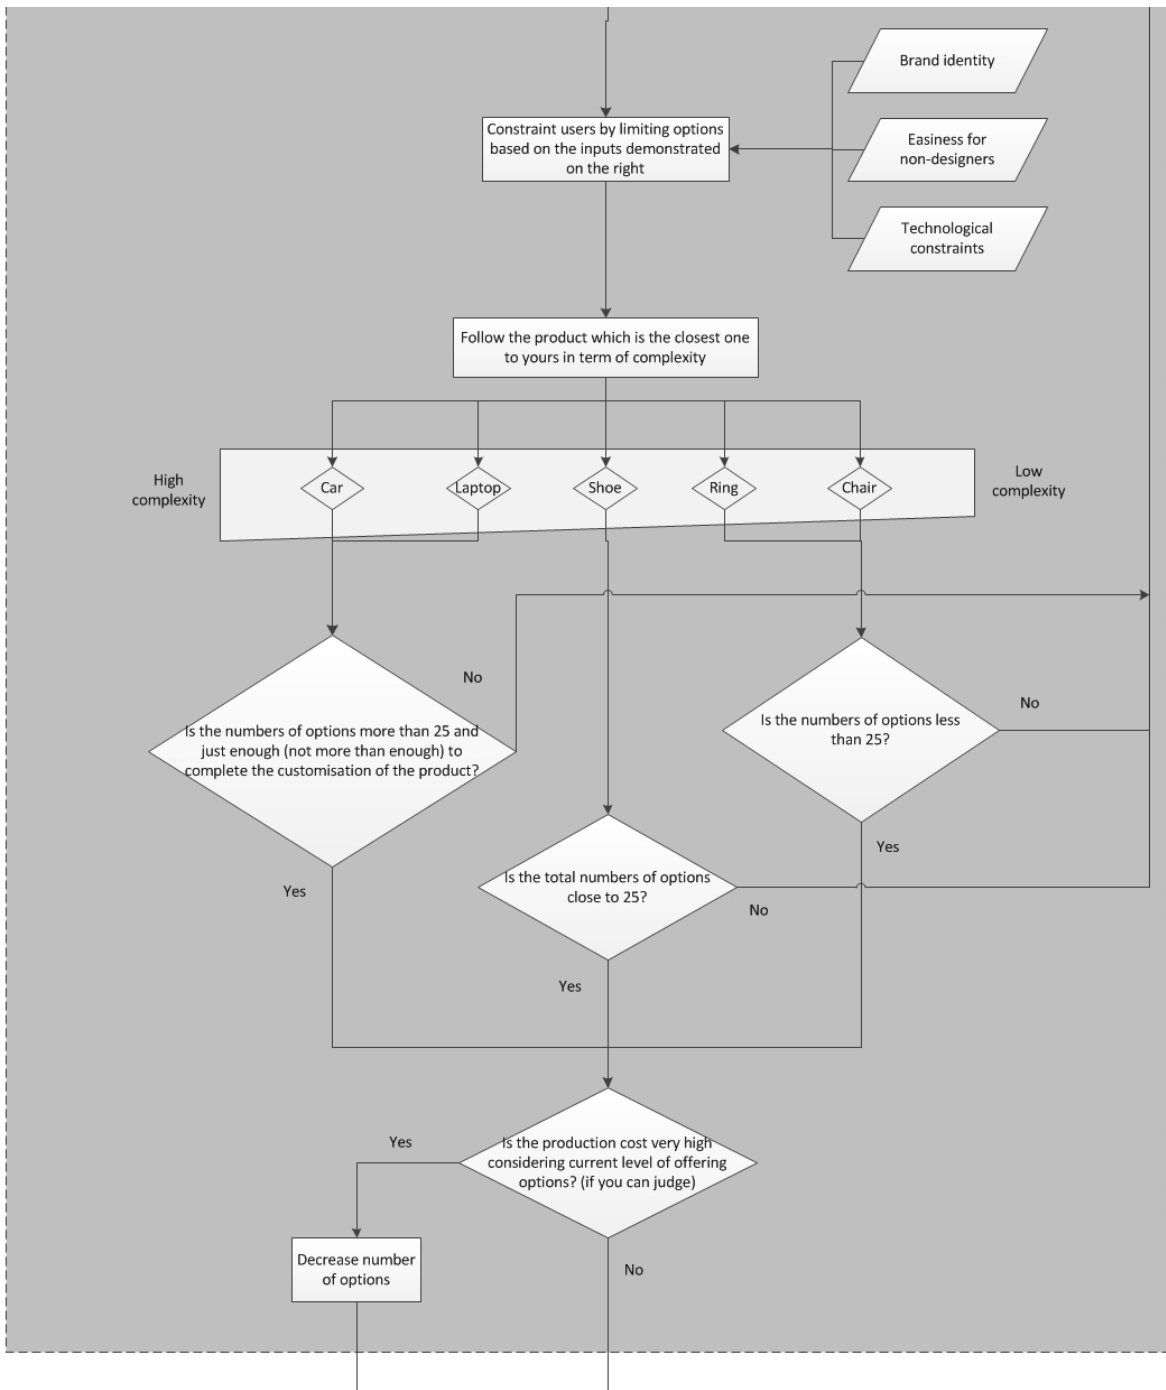 Brand identity
Constraint users by limiting options
based on the inputs demonstrated
on the right
Easiness for
non-designers
Technological
constraints
Follow the product which is the closest one
to yours in term of complexity
High
complexity
Car
Laptop
Shoe
Ring
Chair
Low
complexity
No
Is the numbers of options more than 25 and
just enough (not more than enough) to
complete the customisation of the product?
Is the numbers of options less
than 25?
No
Yes
Yes
Is the total numbers of options
close to 25?
No
Yes
Is the production cost very high
considering current level of offering
options? (if you can judge)
Yes
Decrease number
of options
No